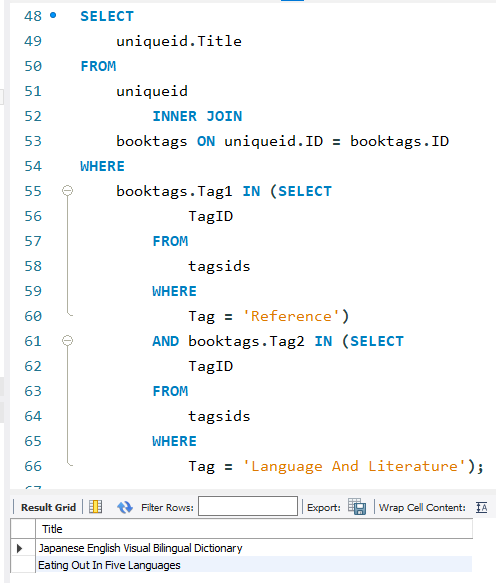 48 SELECT
49 uniqueid.Title
50 FROM
51 uniqueid
52 INNER JOIN
53 booktags ON uniqueid.ID = booktags.ID
54 WHERE
55 booktags.Tag1 IN (SELECT
56 TagID
57 FROM
58 tagsids
59 WHERE
60 Tag = 'Reference')
61 AND booktags.Tag2 IN (SELECT
62 TagID
63 FROM
64 tagsids
65 WHERE
66 Tag = 'Language And Literature');
Result Grid Filter Rows: Export: Wrap Cell Content:
Title
Japanese English Visual Bilingual Dictionary
Eating Out In Five Languages